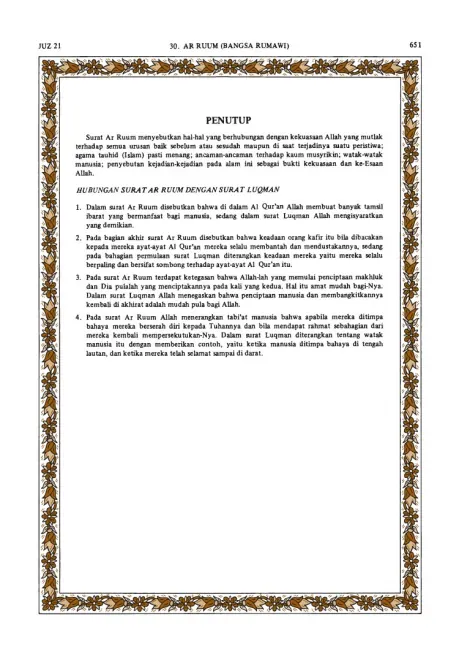 JUZ 21 30. AR RUUM (BANGSA RUMAWI) 651
PENUTUP
Surat Ar Ruum menyebutkan hal-hal yang berhubungan dengan kekuasaan Allah yang mutlak
terhadap semua urusan baik sebelum atau sesudah maupun di saat terjadinya suatu peristiwa;
agama tauhid (Islam) pasti menang; ancaman-ancaman terhadap kaum musyrikin; watak-watak
manusia; penyebutan kejadian-kejadian pada alam ini sebagai bukti kekuasaan dan ke-Esaan
Allah.
HUBUNGAN SURAT AR RUUM DENGAN SURAT LUQMAN
1. Dalam surat Ar Ruum disebutkan bahwa di dalam Al Qur'an Allah membuat banyak tamsil
ibarat yang bermanfaat bagi manusia, sedang dalam surat Luqman Allah mengisyaratkan
yang demikian.
2. Pada bagian akhir surat Ar Ruum disebutkan bahwa keadaan orang kafir itu bila dibacakan
kepada mereka ayat-ayat Al Qur'an mereka selalu membantah dan mendustakannya, sedang
pada bahagian permulaan surat Luqman diterangkan keadaan mereka yaitu mereka selalu
berpaling dan bersifat sombong terhadap ayat-ayat Al Qur'an itu.
3. Pada surat Ar Ruum terdapat ketegasan bahwa Allah-lah yang memulai penciptaan makhluk
dan Dia pulalah yang menciptakannya pada kali yang kedua. Hal itu amat mudah bagi-Nya.
Dalam surat Luqman Allah menegaskan bahwa penciptaan manusia dan membangkitkannya
kembali di akhirat adalah mudah pula bagi Allah.
4. Pada surat Ar Ruum Allah menerangkan tabi'at manusia bahwa apabila mereka ditimpa
bahaya mereka berserah diri kepada Tuhannya dan bila mendapat rahmat sebahagian dari
mereka kembali mempersekutukan-Nya. Dalam surat Luqman diterangkan tentang watak
manusia itu dengan memberikan contoh, yaitu ketika manusia ditimpa bahaya di tengah
lautan, dan ketika mereka telah selamat sampai di darat.